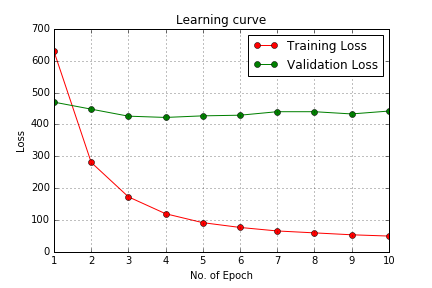 Learning curve
700
600
500
400
300
200
100
0
Loss
Training Loss
Validation Loss
1 2 3 4 5 6 7 8 9 10
No. of Epoch